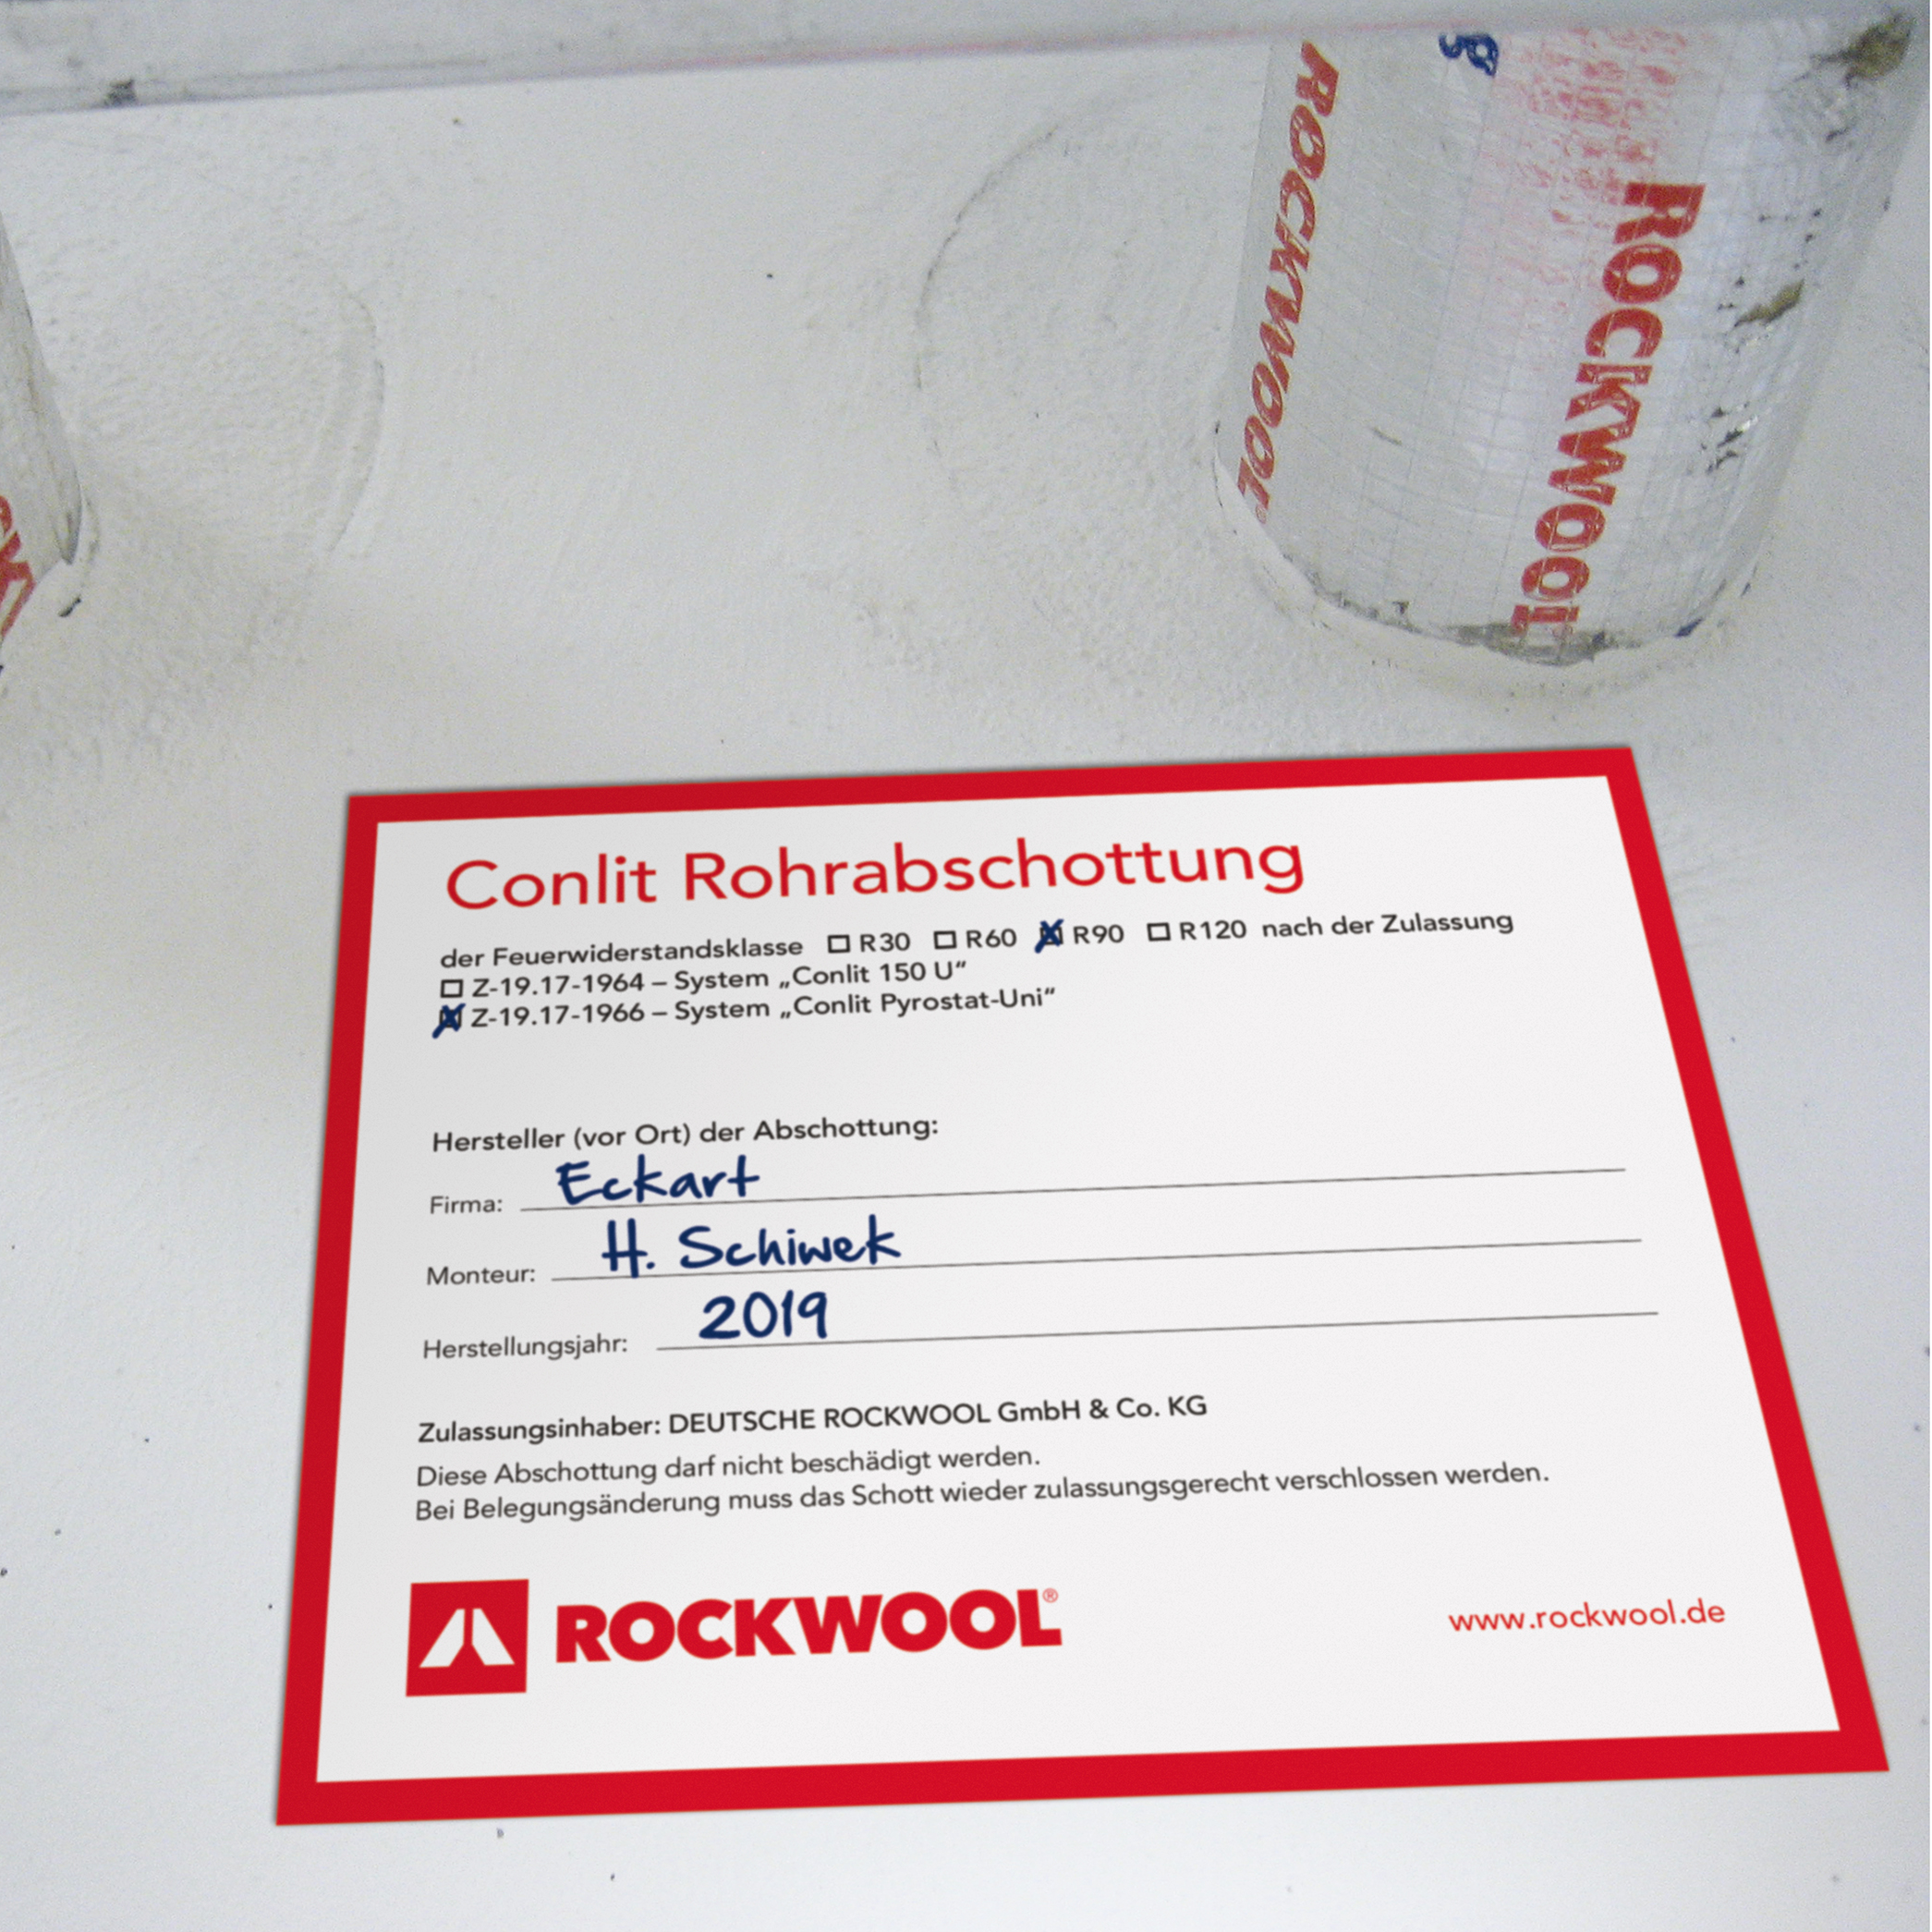 ROCKWOOL
ROCKWOOL
Conlit Rohrabschottung
der Feuerwiderstandsklasse ☐ R30 ☐ R60 ☒ R90 ☐ R120 nach der Zulassung
☐ Z-19.17-1964 – System „Conlit 150 U“
☒ Z-19.17-1966 – System „Conlit Pyrostat-Uni“
Hersteller (vor Ort) der Abschottung:
Firma: Eckart
Monteur: H. Schiwek
Herstellungsjahr: 2019
Zulassungsinhaber: DEUTSCHE ROCKWOOL GmbH & Co. KG
Diese Abschottung darf nicht beschädigt werden.
Bei Belegungsänderung muss das Schott wieder zulassungsgerecht verschlossen werden.
ROCKWOOL®
www.rockwool.de